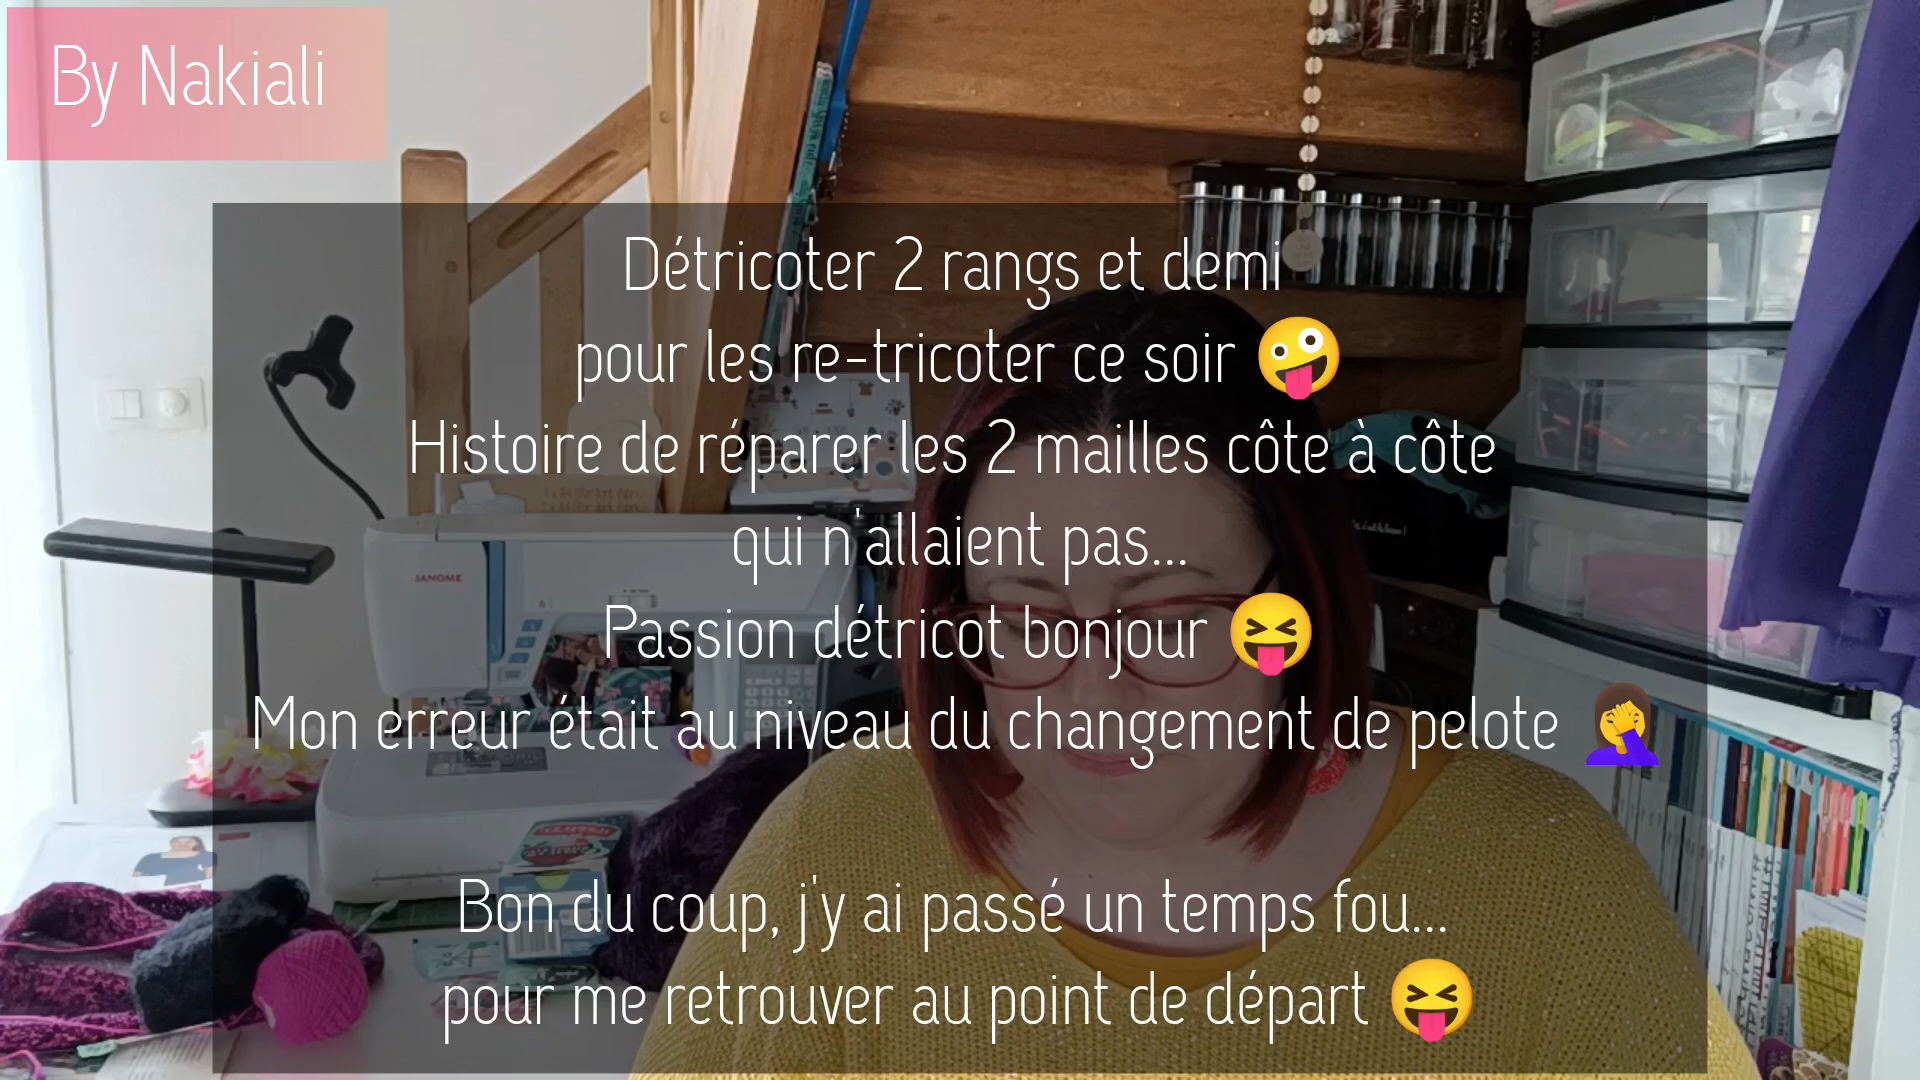 By Nakiali
Détricoter 2 rangs et demi
pour les re-tricoter ce soir 🤪
Histoire de réparer les 2 mailles côte à côte
qui n'allaient pas...
Passion détricot bonjour 😝
Mon erreur était au niveau du changement de pelote 🤦‍♀️
Bon du coup, j'y ai passé un temps fou...
pour me retrouver au point de départ 😝
JANOME